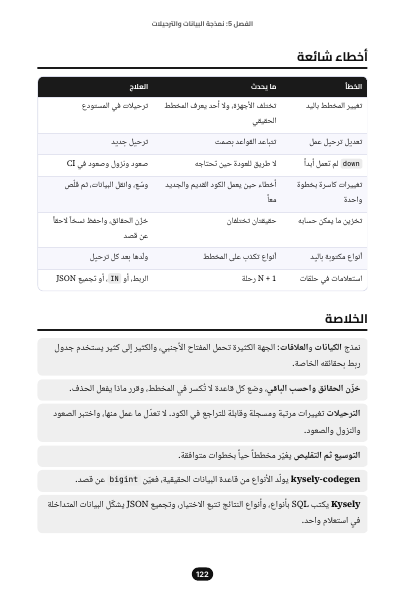 الفصل 5: نمذجة البيانات والترحيلات
أخطاء شائعة
الخطأ ما يحدث العلاج
تغيير المخطط باليد تختلف الأجهزة، ولا أحد يعرف المخطط ترحيلات في المستودع
الحقيقي
تعديل ترحيل عمل تتباعد القواعد بصمت ترحيل جديد
down لم تعمل أبداً لا طريق للعودة حين تحتاجه صعود ونزول وصعود في CI
تغييرات كاسرة بخطوة أخطاء حين يعمل الكود القديم والجديد وسّع، وانقل البيانات، ثم قلّص
واحدة معاً
تخزين ما يمكن حسابه حقيقتان تختلفان خزّن الحقائق، واحفظ نسخاً لاحقاً
عن قصد
أنواع مكتوبة باليد أنواع تكذب على المخطط ولّدها بعد كل ترحيل
استعلامات في حلقات N + 1 رحلة الربط، أو IN، أو تجميع JSON
الخلاصة
نمذج الكيانات والعلاقات: الجهة الكثيرة تحمل المفتاح الأجنبي، والكثير إلى كثير يستخدم جدول
ربط بحقائقه الخاصة.
خزّن الحقائق واحسب الباقي، وضع كل قاعدة لا تُكسر في المخطط، وقرر ماذا يفعل الحذف.
الترحيلات تغييرات مرتبة ومسجلة وقابلة للتراجع في الكود. لا تعدّل ما عمل منها، واختبر الصعود
والنزول والصعود.
التوسيع ثم التقليص يغيّر مخططاً حياً بخطوات متوافقة.
kysely-codegen يولّد الأنواع من قاعدة البيانات الحقيقية، فعيّن bigint عن قصد.
Kysely يكتب SQL بأنواع، وأنواع النتائج تتبع الاختيار، وتجميع JSON يشكّل البيانات المتداخلة
في استعلام واحد.
122